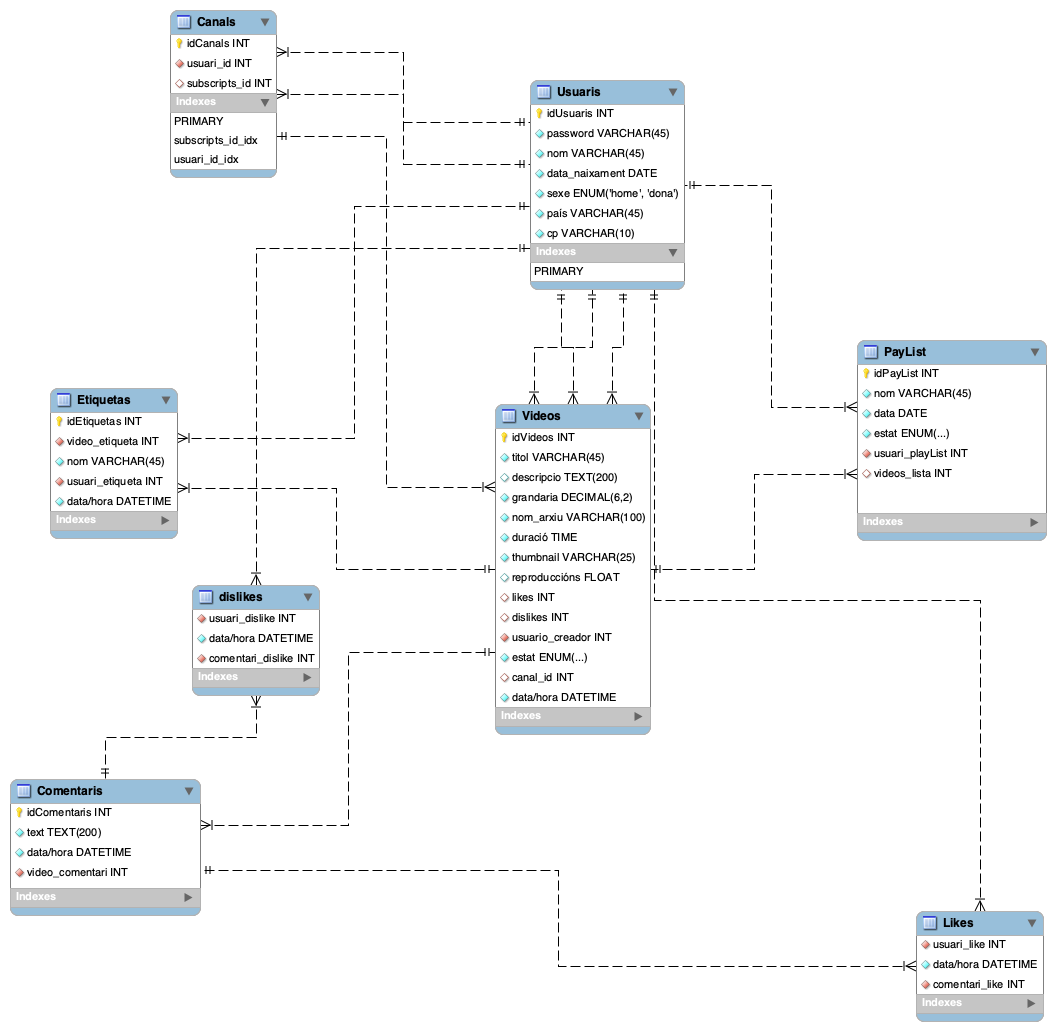 Canals
idCanals INT
usuari_id INT
subscripts_id INT
Indexes
PRIMARY
subscripts_id_idx
usuari_id_idx
Usuaris
idUsuaris INT
password VARCHAR(45)
nom VARCHAR(45)
data_naixament DATE
sexe ENUM('home', 'dona')
país VARCHAR(45)
cp VARCHAR(10)
Indexes
PRIMARY
PayList
idPayList INT
nom VARCHAR(45)
data DATE
estat ENUM(...)
usuari_playList INT
videos_lista INT
Indexes
Etiquetas
idEtiquetas INT
video_etiqueta INT
nom VARCHAR(45)
usuari_etiqueta INT
data/hora DATETIME
Indexes
Videos
idVideos INT
titol VARCHAR(45)
descripcio TEXT(200)
grandaria DECIMAL(6,2)
nom_arxiu VARCHAR(100)
duració TIME
thumbnail VARCHAR(25)
reproduccións FLOAT
likes INT
dislikes INT
usuario_creador INT
estat ENUM(...)
canal_id INT
data/hora DATETIME
Indexes
dislikes
usuari_dislike INT
data/hora DATETIME
comentari_dislike INT
Indexes
Comentaris
idComentaris INT
text TEXT(200)
data/hora DATETIME
video_comentari INT
Indexes
Likes
usuari_like INT
data/hora DATETIME
comentari_like INT
Indexes